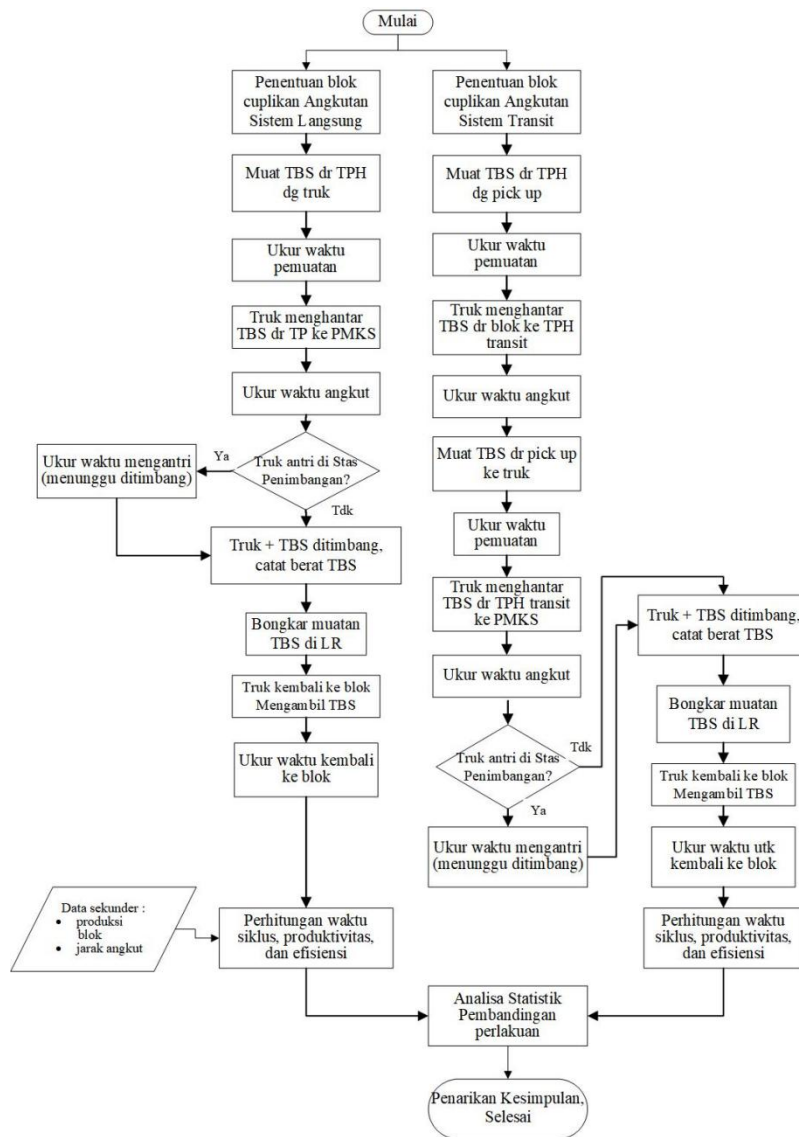 Mulai
Penentuan blok
cuplikan Angkutan
Sistem Langsung
Muat TBS dr TPH
dg truk
Ukur waktu
pemuatan
Truk menghantar
TBS dr TP ke PMKS
Ukur waktu angkut
Truk antri di Stas
Penimbangan?
Ya
Ukur waktu mengantri
(menunggu ditimbang)
Tdk
Truk + TBS ditimbang,
catat berat TBS
Bongkar muatan
TBS di LR
Truk kembali ke blok
Mengambil TBS
Ukur waktu kembali
ke blok
Data sekunder :
• produksi
blok
• jarak angkut
Perhitungan waktu
siklus, produktivitas,
dan efisiensi
Penentuan blok
cuplikan Angkutan
Sistem Transit
Muat TBS dr TPH
dg pick up
Ukur waktu
pemuatan
Truk menghantar
TBS dr blok ke TPH
transit
Ukur waktu angkut
Muat TBS dr pick up
ke truk
Ukur waktu
pemuatan
Truk menghantar
TBS dr TPH transit
ke PMKS
Ukur waktu angkut
Truk antri di Stas
Penimbangan?
Tdk
Ya
Ukur waktu mengantri
(menunggu ditimbang)
Truk + TBS ditimbang,
catat berat TBS
Bongkar muatan
TBS di LR
Truk kembali ke blok
Mengambil TBS
Ukur waktu utk
kembali ke blok
Perhitungan waktu
siklus, produktivitas,
dan efisiensi
Analisa Statistik
Pembandingan
perlakuan
Penarikan Kesimpulan,
Selesai